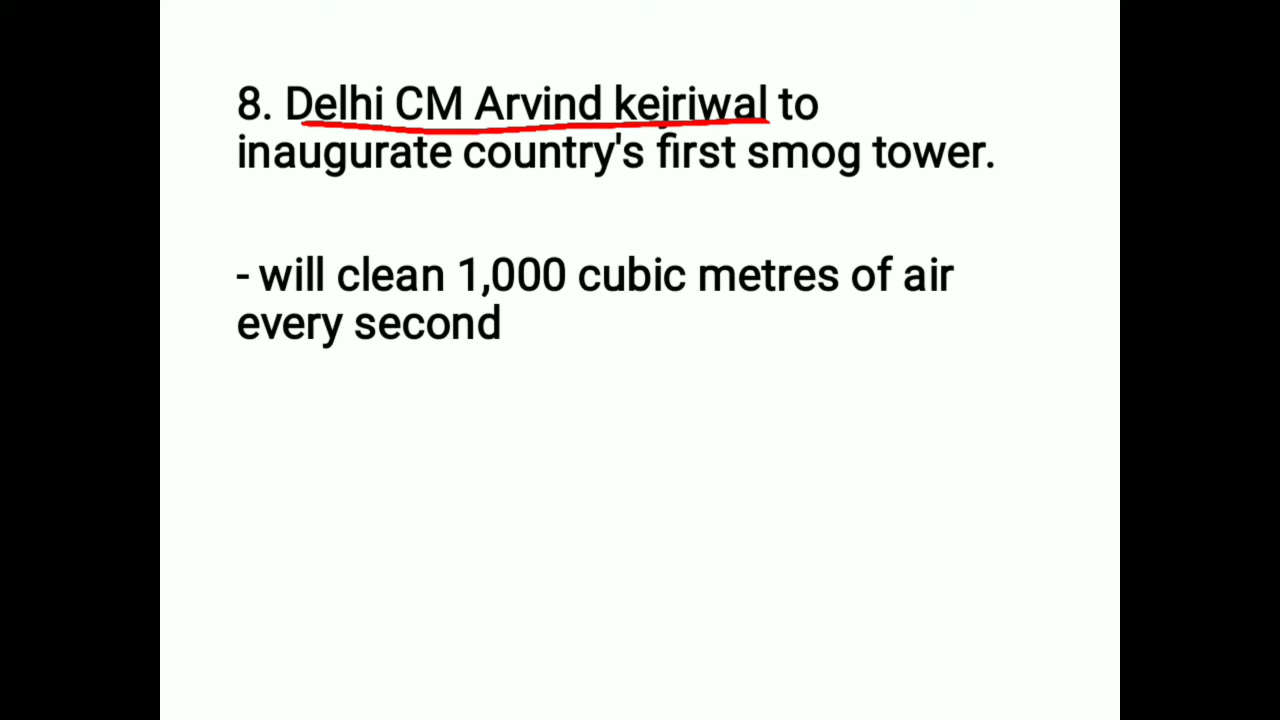 8. Delhi CM Arvind kejriwal to
inaugurate country's first smog tower.
- will clean 1,000 cubic metres of air
every second